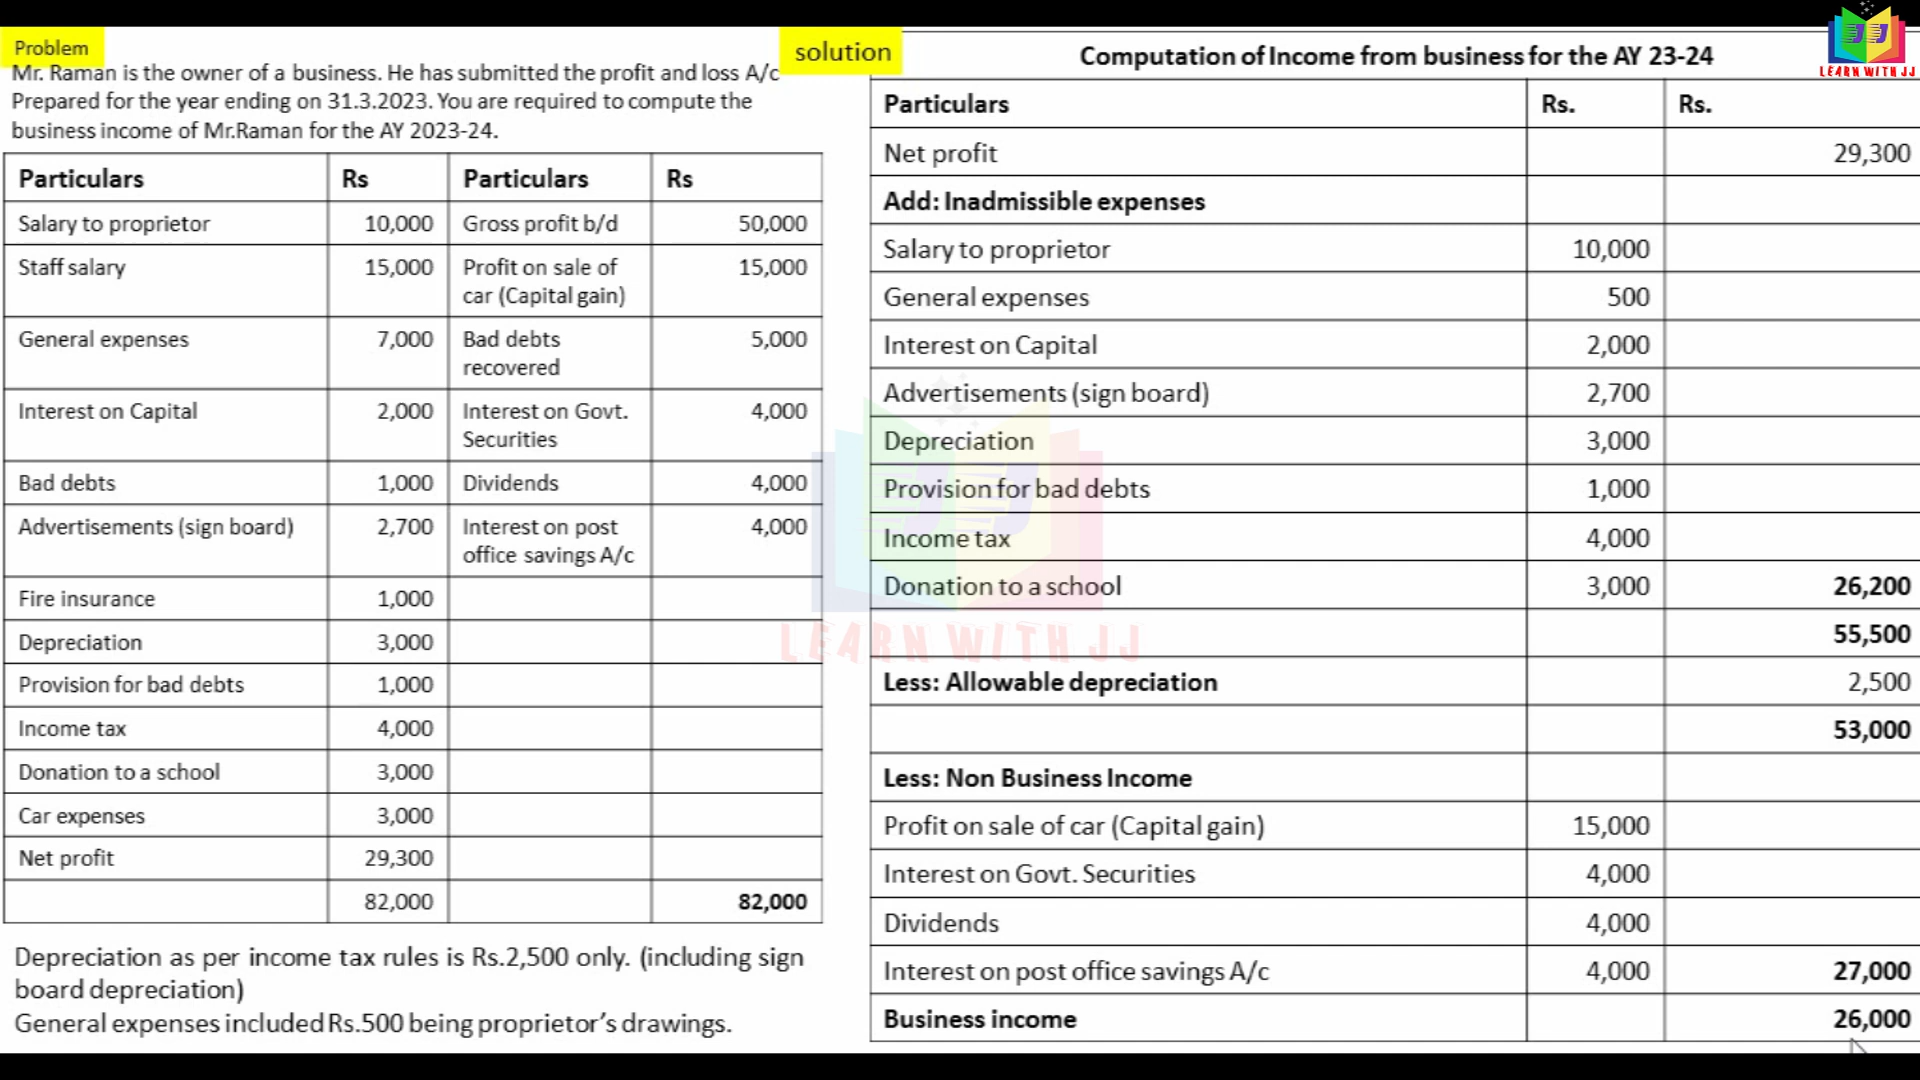 Problem
Mr. Raman is the owner of a business. He has submitted the profit and loss A/c
Prepared for the year ending on 31.3.2023. You are required to compute the
business income of Mr.Raman for the AY 2023-24.
Particulars Rs Particulars Rs
Salary to proprietor 10,000 Gross profit b/d 50,000
Staff salary 15,000 Profit on sale of 15,000
car (Capital gain)
General expenses 7,000 Bad debts 5,000
recovered
Interest on Capital 2,000 Interest on Govt. 4,000
Securities
Bad debts 1,000 Dividends 4,000
Advertisements (sign board) 2,700 Interest on post 4,000
office savings A/c
Fire insurance 1,000
Depreciation 3,000
Provision for bad debts 1,000
Income tax 4,000
Donation to a school 3,000
Car expenses 3,000
Net profit 29,300
82,000 82,000
Depreciation as per income tax rules is Rs.2,500 only. (including sign
board depreciation)
General expenses included Rs.500 being proprietor's drawings.
solution
Computation of Income from business for the AY 23-24
Particulars Rs. Rs.
Net profit 29,300
Add: Inadmissible expenses
Salary to proprietor 10,000
General expenses 500
Interest on Capital 2,000
Advertisements (sign board) 2,700
Depreciation 3,000
Provision for bad debts 1,000
Income tax 4,000
Donation to a school 3,000 26,200
55,500
Less: Allowable depreciation 2,500
53,000
Less: Non Business Income
Profit on sale of car (Capital gain) 15,000
Interest on Govt. Securities 4,000
Dividends 4,000
Interest on post office savings A/c 4,000 27,000
Business income 26,000
JJ
LEARN WITH JJ
JJ
LEARN WITH JJ